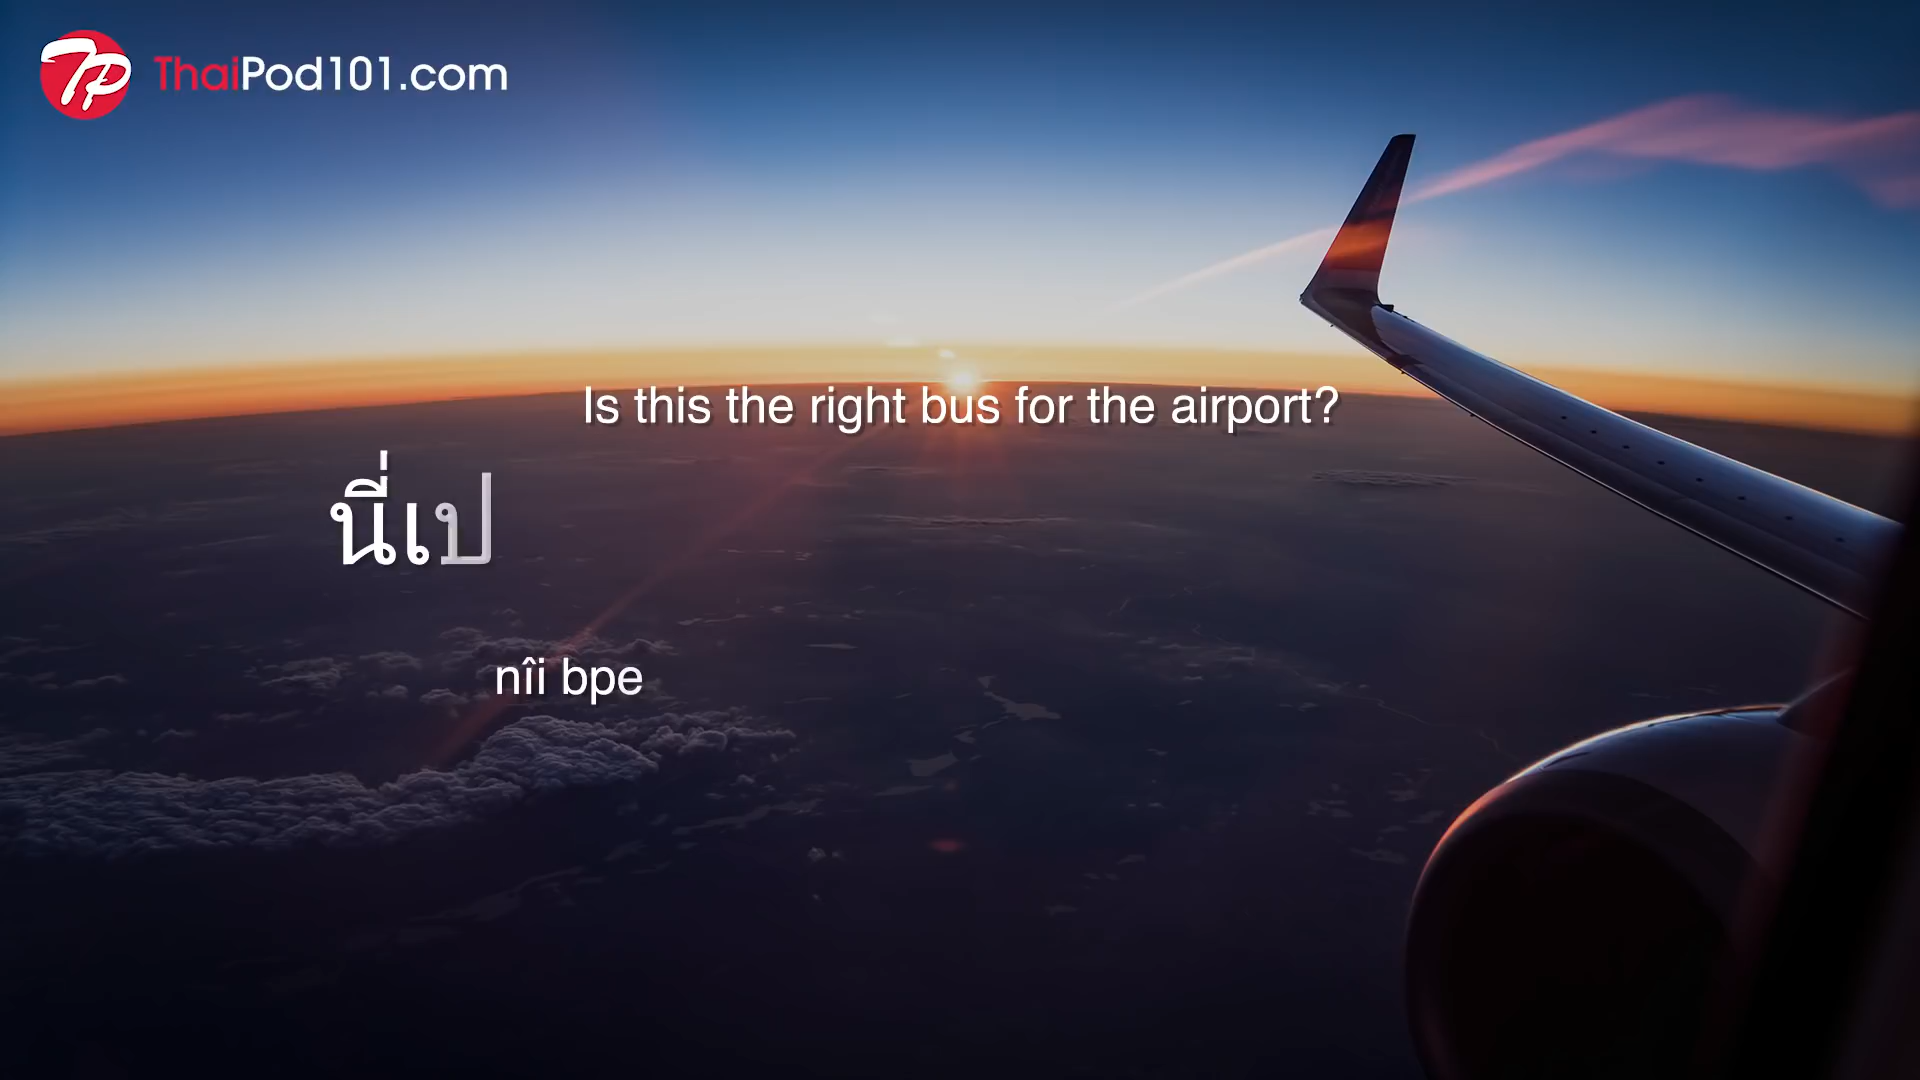 ThaiPod101.com
Is this the right bus for the airport?
นี่เป
nîi bpe